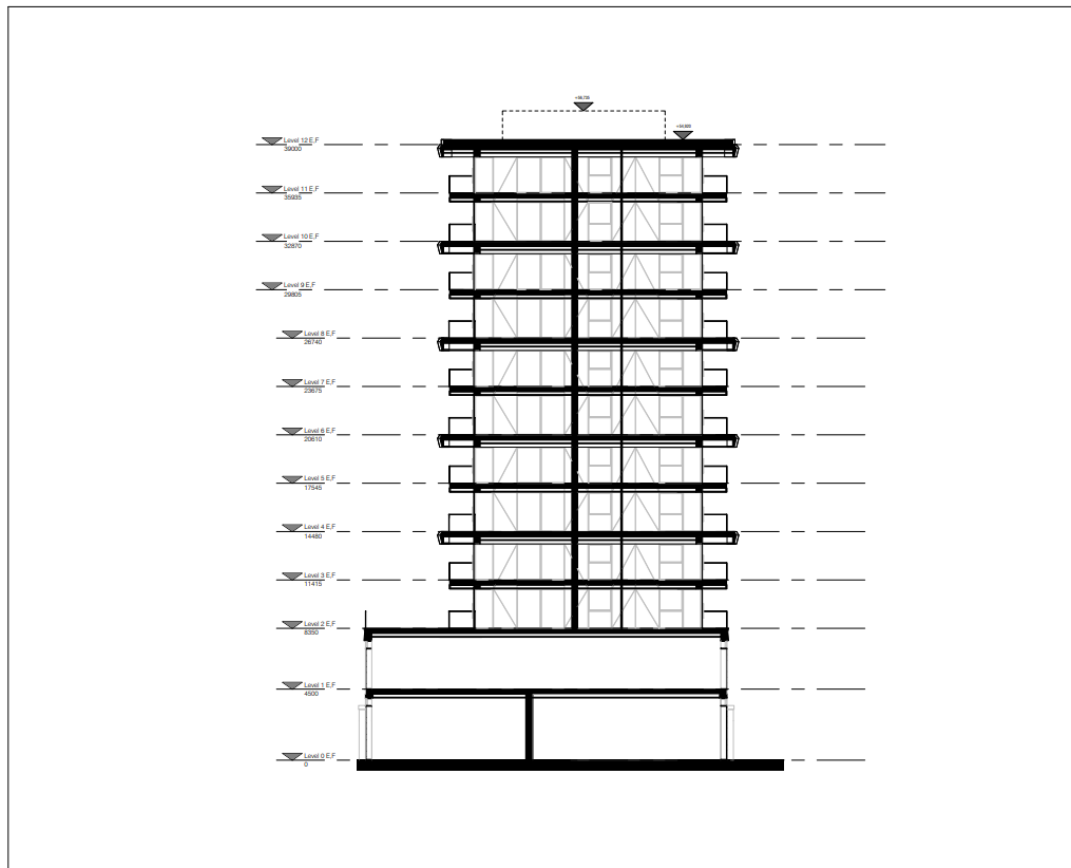 Level 12 E,F
39000
Level 11 E,F
35935
Level 10 E,F
32870
Level 9 E,F
29805
Level 8 E,F
26740
Level 7 E,F
23675
Level 6 E,F
20610
Level 5 E,F
17545
Level 4 E,F
14480
Level 3 E,F
11415
Level 2 E,F
8350
Level 1 E,F
4500
Level 0 E,F
0